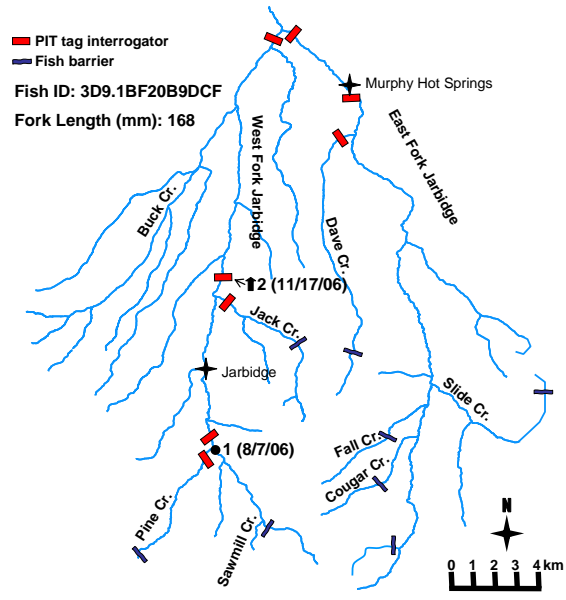 PIT tag interrogator
Fish barrier
Fish ID: 3D9.1BF20B9DCF
Fork Length (mm): 168
Murphy Hot Springs
West Fork Jarbidge
East Fork Jarbidge
Buck Cr.
Dave Cr.
⬆2 (11/17/06)
Jack Cr.
Jarbidge
Slide Cr.
Fall Cr.
1 (8/7/06)
Cougar Cr.
Pine Cr.
Sawmill Cr.
N
0 1 2 3 4 km